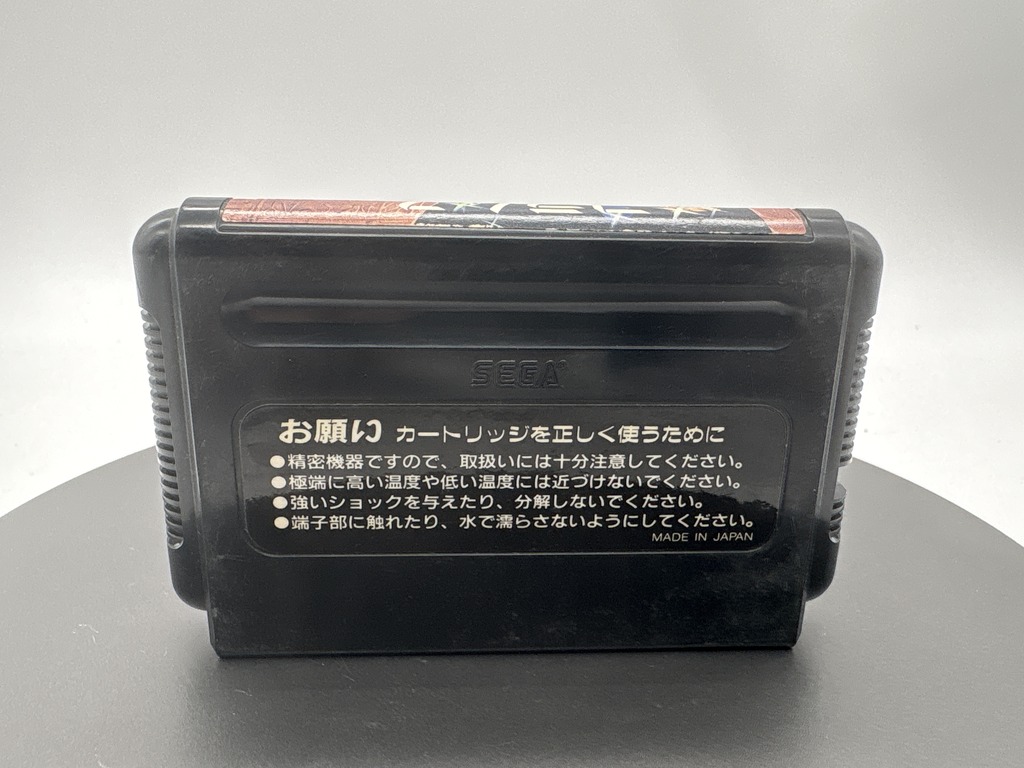 SEGA
お願い カートリッジを正しく使うために
●精密機器ですので、取扱いには十分注意してください。
●極端に高い温度や低い温度には近づけないでください。
●強いショックを与えたり、分解しないでください。
●端子部に触れたり、水で濡らさないようにしてください。
MADE IN JAPAN